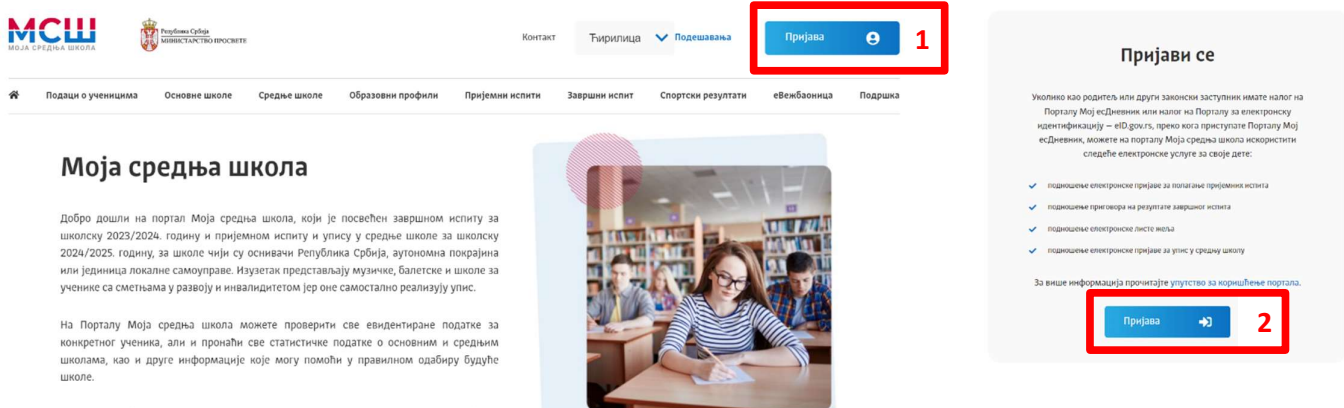 МСШ
МОЈА СРЕДЊА ШКОЛА
Република Србија
МИНИСТАРСТВО ПРОСВЕТЕ
Контакт
Ћирилица
Подешавања
Пријава
1
Подаци о ученицима
Основне школе
Средње школе
Образовни профили
Пријемни испити
Завршни испит
Спортски резултати
еВежбаоница
Подршка
Моја средња школа
Добро дошли на портал Моја средња школа, који је посвећен завршном испиту за
школску 2023/2024. годину и пријемном испиту и упису у средње школе за школску
2024/2025. годину, за школе чији су оснивачи Република Србија, аутономна покрајина
или јединица локалне самоуправе. Изузетак представљају музичке, балетске и школе за
ученике са сметњама у развоју и инвалидитетом јер оне самостално реализују упис.
На Порталу Моја средња школа можете проверити све евидентиране податке за
конкретног ученика, али и пронаћи све статистичке податке о основним и средњим
школама, као и друге информације које могу помоћи у правилном одабиру будуће
школе.
Пријави се
Уколико као родитељ или други законски заступник имате налог на
Порталу Мој есДневник или налог на Порталу за електронску
идентификацију – eID.gov.rs, преко кога приступате Порталу Мој
есДневник, можете на порталу Моја средња школа искористити
следеће електронске услуге за своје дете:
подношење електронске пријаве за полагање пријемник испита
подношење приговора на резултате завршног испита
подношење електронске листе жеља
подношење електронске пријаве за упис у средњу школу
За више информација прочитајте упутство за коришћење портала.
Пријава
2